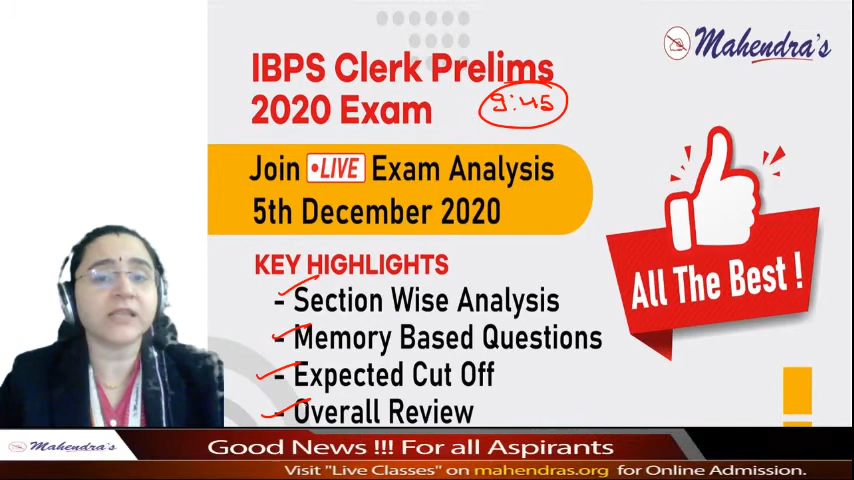 Mahendra's
IBPS Clerk Prelims
2020 Exam
9:45
Join •LIVE Exam Analysis
5th December 2020
KEY HIGHLIGHTS
- Section Wise Analysis
- Memory Based Questions
- Expected Cut Off
- Overall Review
All The Best !
Mahendra's
Good News !!! For all Aspirants
Visit "Live Classes" on mahendras.org for Online Admission.